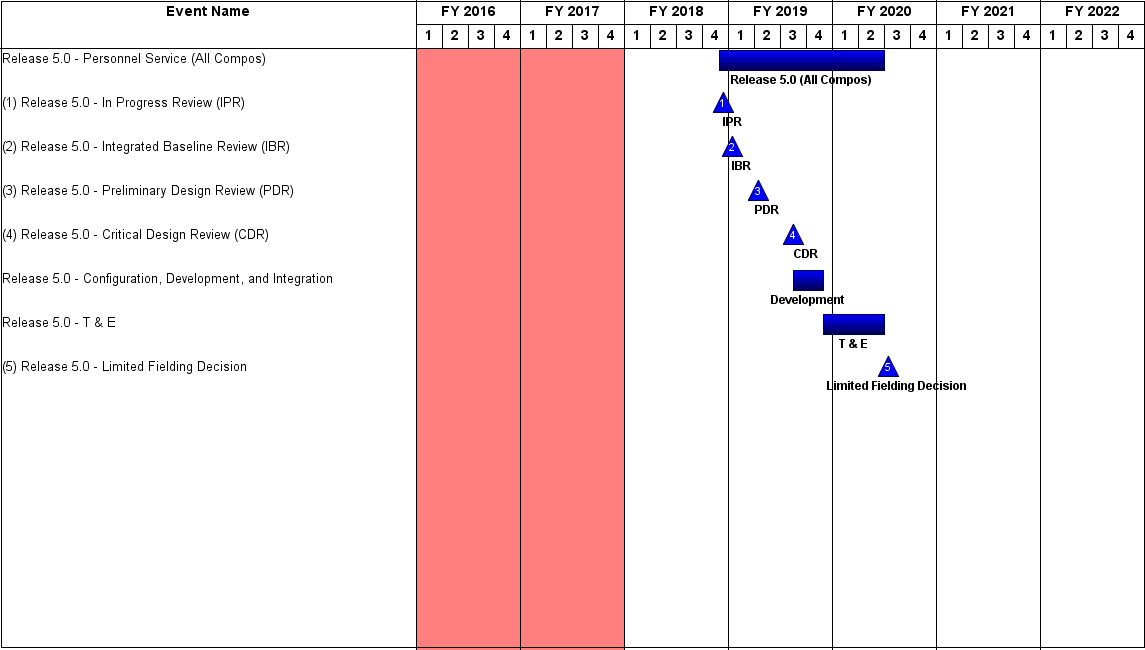 Event Name FY 2016 FY 2017 FY 2018 FY 2019 FY 2020 FY 2021 FY 2022
1 2 3 4 1 2 3 4 1 2 3 4 1 2 3 4 1 2 3 4 1 2 3 4 1 2 3 4
Release 5.0 - Personnel Service (All Compos)
Release 5.0 (All Compos)
(1) Release 5.0 - In Progress Review (IPR) 1
IPR
(2) Release 5.0 - Integrated Baseline Review (IBR) 2
IBR
(3) Release 5.0 - Preliminary Design Review (PDR) 3
PDR
(4) Release 5.0 - Critical Design Review (CDR) 4
CDR
Release 5.0 - Configuration, Development, and Integration
Development
Release 5.0 - T & E
T & E
(5) Release 5.0 - Limited Fielding Decision 5
Limited Fielding Decision